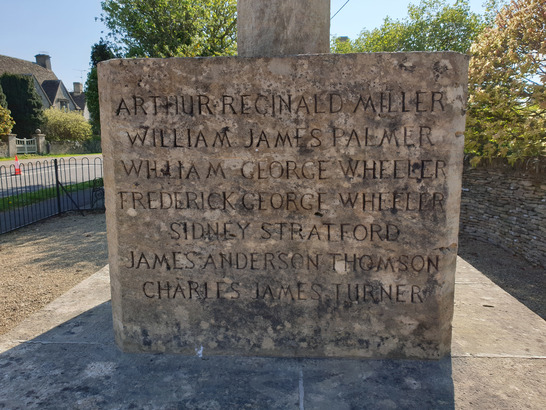 ARTHUR·REGINALD MILLER
WILLIAM JAMES PALMER
WILLIAM GEORGE WHEELER
FREDERICK GEORGE WHEELER
SIDNEY STRATFORD
JAMES ANDERSON THOMSON
CHARLES JAMES TURNER